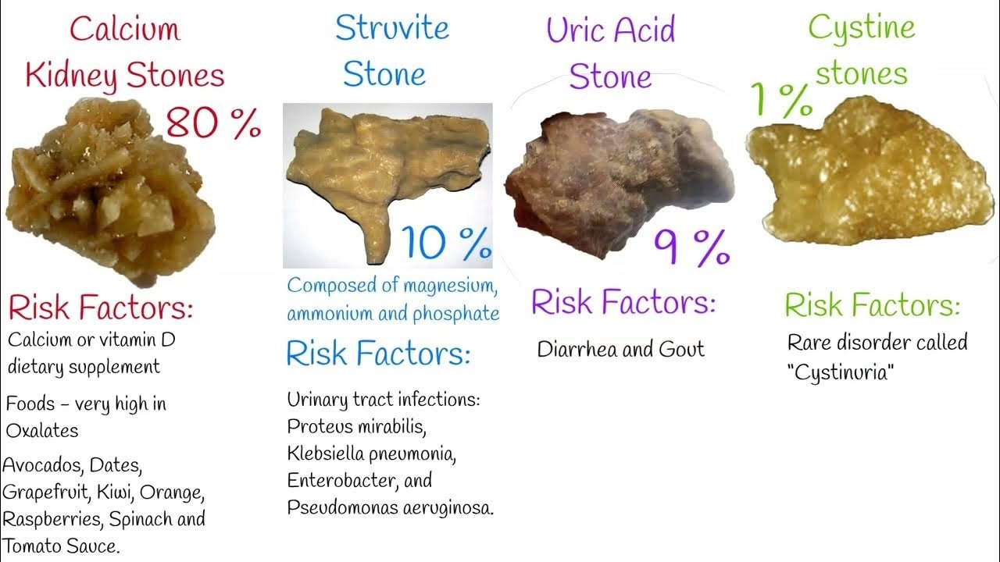 Calcium
Kidney Stones
80 %
Risk Factors:
Calcium or vitamin D
dietary supplement
Foods – very high in
Oxalates
Avocados, Dates,
Grapefruit, Kiwi, Orange,
Raspberries, Spinach and
Tomato Sauce.
Struvite
Stone
10 %
Composed of magnesium,
ammonium and phosphate
Risk Factors:
Urinary tract infections:
Proteus mirabilis,
Klebsiella pneumonia,
Enterobacter, and
Pseudomonas aeruginosa.
Uric Acid
Stone
9 %
Risk Factors:
Diarrhea and Gout
Cystine
stones
1 %
Risk Factors:
Rare disorder called
“Cystinuria"